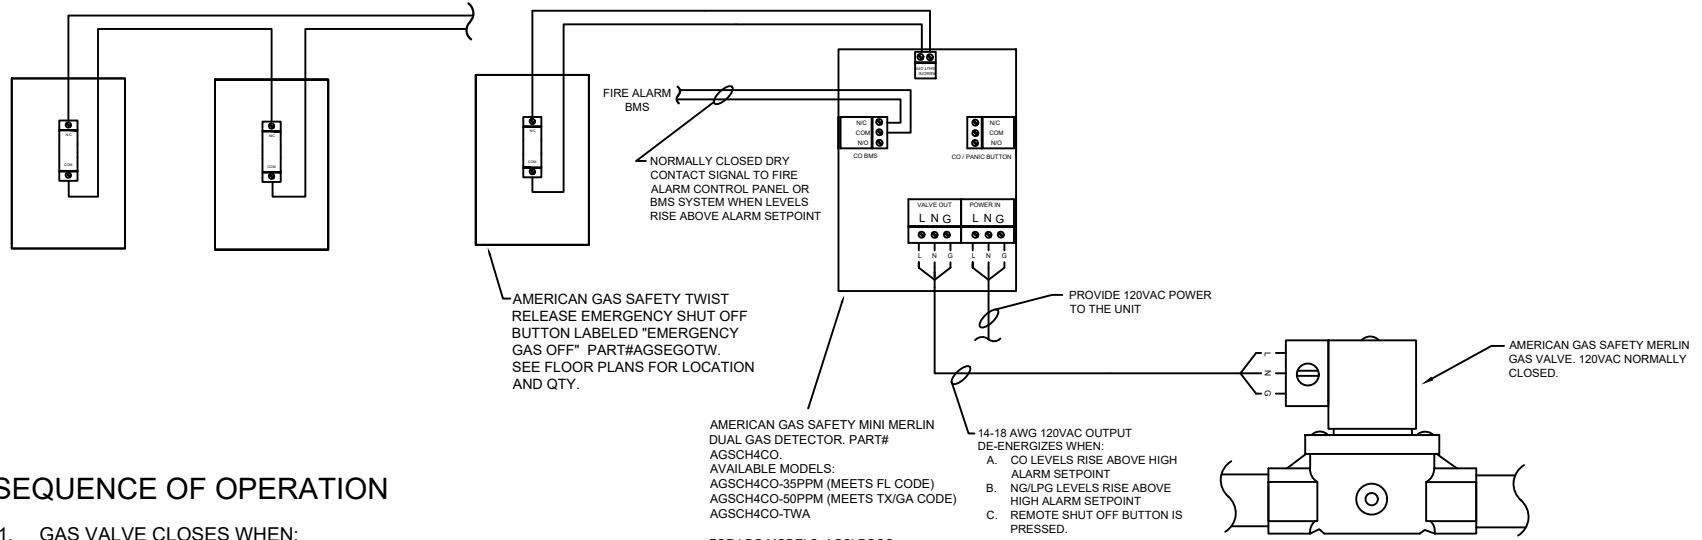 N/C
COM
N/C
COM
N/C
COM
FIRE ALARM
BMS
N/C
COM
N/O
CO BMS
N/C
COM
N/O
CO / PANIC BUTTON
NORMALLY CLOSED DRY
CONTACT SIGNAL TO FIRE
ALARM CONTROL PANEL OR
BMS SYSTEM WHEN LEVELS
RISE ABOVE ALARM SETPOINT
VALVE OUT
L N G
POWER IN
L N G
L N G
L N G
AMERICAN GAS SAFETY TWIST
RELEASE EMERGENCY SHUT OFF
BUTTON LABELED "EMERGENCY
GAS OFF" PART#AGSEGOTW.
SEE FLOOR PLANS FOR LOCATION
AND QTY.
PROVIDE 120VAC POWER
TO THE UNIT
L
N
G
AMERICAN GAS SAFETY MERLIN
GAS VALVE. 120VAC NORMALLY
CLOSED.
AMERICAN GAS SAFETY MINI MERLIN
DUAL GAS DETECTOR. PART#
AGSCH4CO.
AVAILABLE MODELS:
AGSCH4CO-35PPM (MEETS FL CODE)
AGSCH4CO-50PPM (MEETS TX/GA CODE)
AGSCH4CO-TWA
14-18 AWG 120VAC OUTPUT
DE-ENERGIZES WHEN:
A. CO LEVELS RISE ABOVE HIGH
ALARM SETPOINT
B. NG/LPG LEVELS RISE ABOVE
HIGH ALARM SETPOINT
C. REMOTE SHUT OFF BUTTON IS
PRESSED.
SEQUENCE OF OPERATION
1. GAS VALVE CLOSES WHEN: